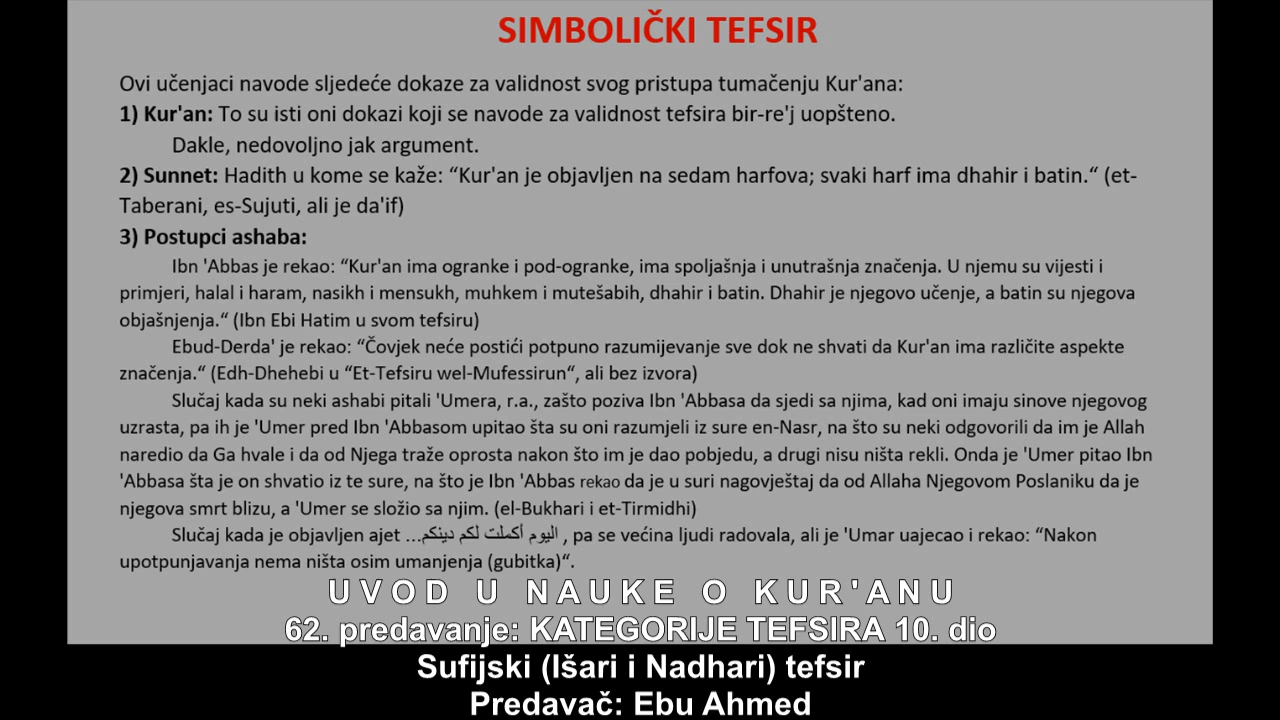 SIMBOLIČKI TEFSIR
Ovi učenjaci navode sljedeće dokaze za validnost svog pristupa tumačenju Kur'ana:
1) Kur'an: To su isti oni dokazi koji se navode za validnost tefsira bir-re'j uopšteno.
Dakle, nedovoljno jak argument.
2) Sunnet: Hadith u kome se kaže: “Kur'an je objavljen na sedam harfova; svaki harf ima dhahir i batin.“ (et-
Taberani, es-Sujuti, ali je da'if)
3) Postupci ashaba:
Ibn 'Abbas je rekao: “Kur'an ima ogranke i pod-ogranke, ima spoljašnja i unutrašnja značenja. U njemu su vijesti i
primjeri, halal i haram, nasikh i mensukh, muhkem i mutešabih, dhahir i batin. Dhahir je njegovo učenje, a batin su njegova
objašnjenja.“ (Ibn Ebi Hatim u svom tefsiru)
Ebud-Derda' je rekao: “Čovjek neće postići potpuno razumijevanje sve dok ne shvati da Kur'an ima različite aspekte
značenja.“ (Edh-Dhehebi u “Et-Tefsiru wel-Mufessirun“, ali bez izvora)
Slučaj kada su neki ashabi pitali 'Umera, r.a., zašto poziva Ibn 'Abbasa da sjedi sa njima, kad oni imaju sinove njegovog
uzrasta, pa ih je 'Umer pred Ibn 'Abbasom upitao šta su oni razumjeli iz sure en-Nasr, na što su neki odgovorili da im je Allah
naredio da Ga hvale i da od Njega traže oprosta nakon što im je dao pobjedu, a drugi nisu ništa rekli. Onda je 'Umer pitao Ibn
'Abbasa šta je on shvatio iz te sure, na što je Ibn 'Abbas rekao da je u suri nagovještaj da od Allaha Njegovom Poslaniku da je
njegova smrt blizu, a 'Umer se složio sa njim. (el-Bukhari i et-Tirmidhi)
Slučaj kada je objavljen ajet ...اليوم أكملت لكم دينكم , pa se većina ljudi radovala, ali je 'Umar uajecao i rekao: “Nakon
upotpunjavanja nema ništa osim umanjenja (gubitka)“.
UVOD U NAUKE O KUR'ANU
62. predavanje: KATEGORIJE TEFSIRA 10. dio
Sufijski (Išari i Nadhari) tefsir
Predavač: Ebu Ahmed